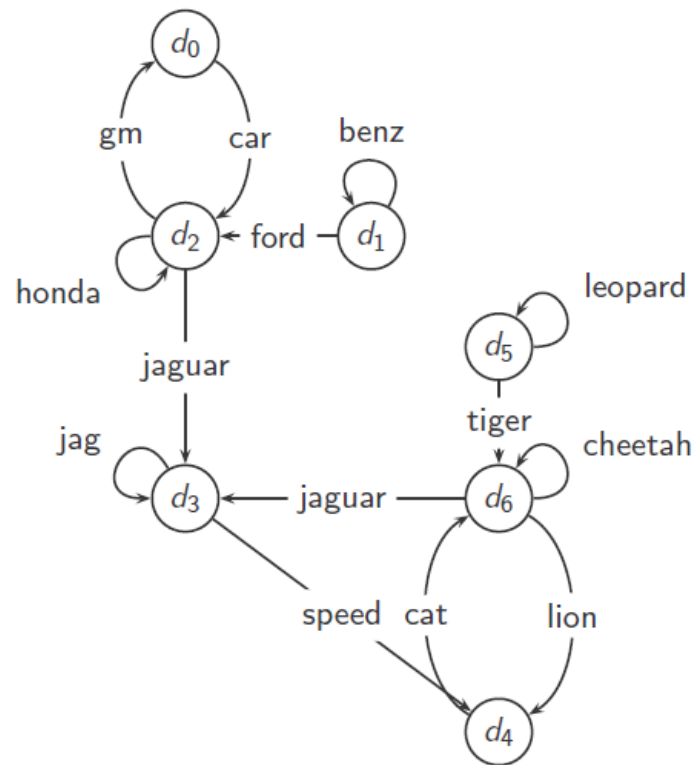 d0
gm
car
benz
d2
ford
d1
honda
leopard
d5
jaguar
tiger
jag
cheetah
d3
jaguar
d6
speed
cat
lion
d4